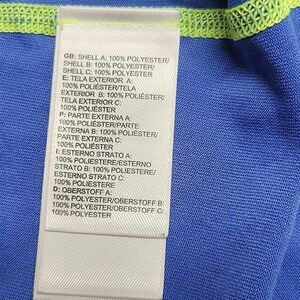 GB: SHELL A: 100% POLYESTER/
SHELL B: 100% POLYESTER/
SHELL C: 100% POLYESTER
E: TELA EXTERIOR A:
100% POLIÉSTER/TELA
EXTERIOR B: 100% POLIÉSTER/
TELA EXTERIOR C:
100% POLIÉSTER
P: PARTE EXTERNA A:
100% POLIÉSTER/PARTE
EXTERNA B: 100% POLIÉSTER/
PARTE EXTERNA C:
100% POLIÉSTER
I: ESTERNO STRATO A:
100% POLIESTERE/ESTERNO
STRATO B: 100% POLIESTERE/
ESTERNO STRATO C:
100% POLIESTERE
D: OBERSTOFF A:
100% POLYESTER/OBERSTOFF B:
100% POLYESTER/OBERSTOFF C:
100% POLYESTER